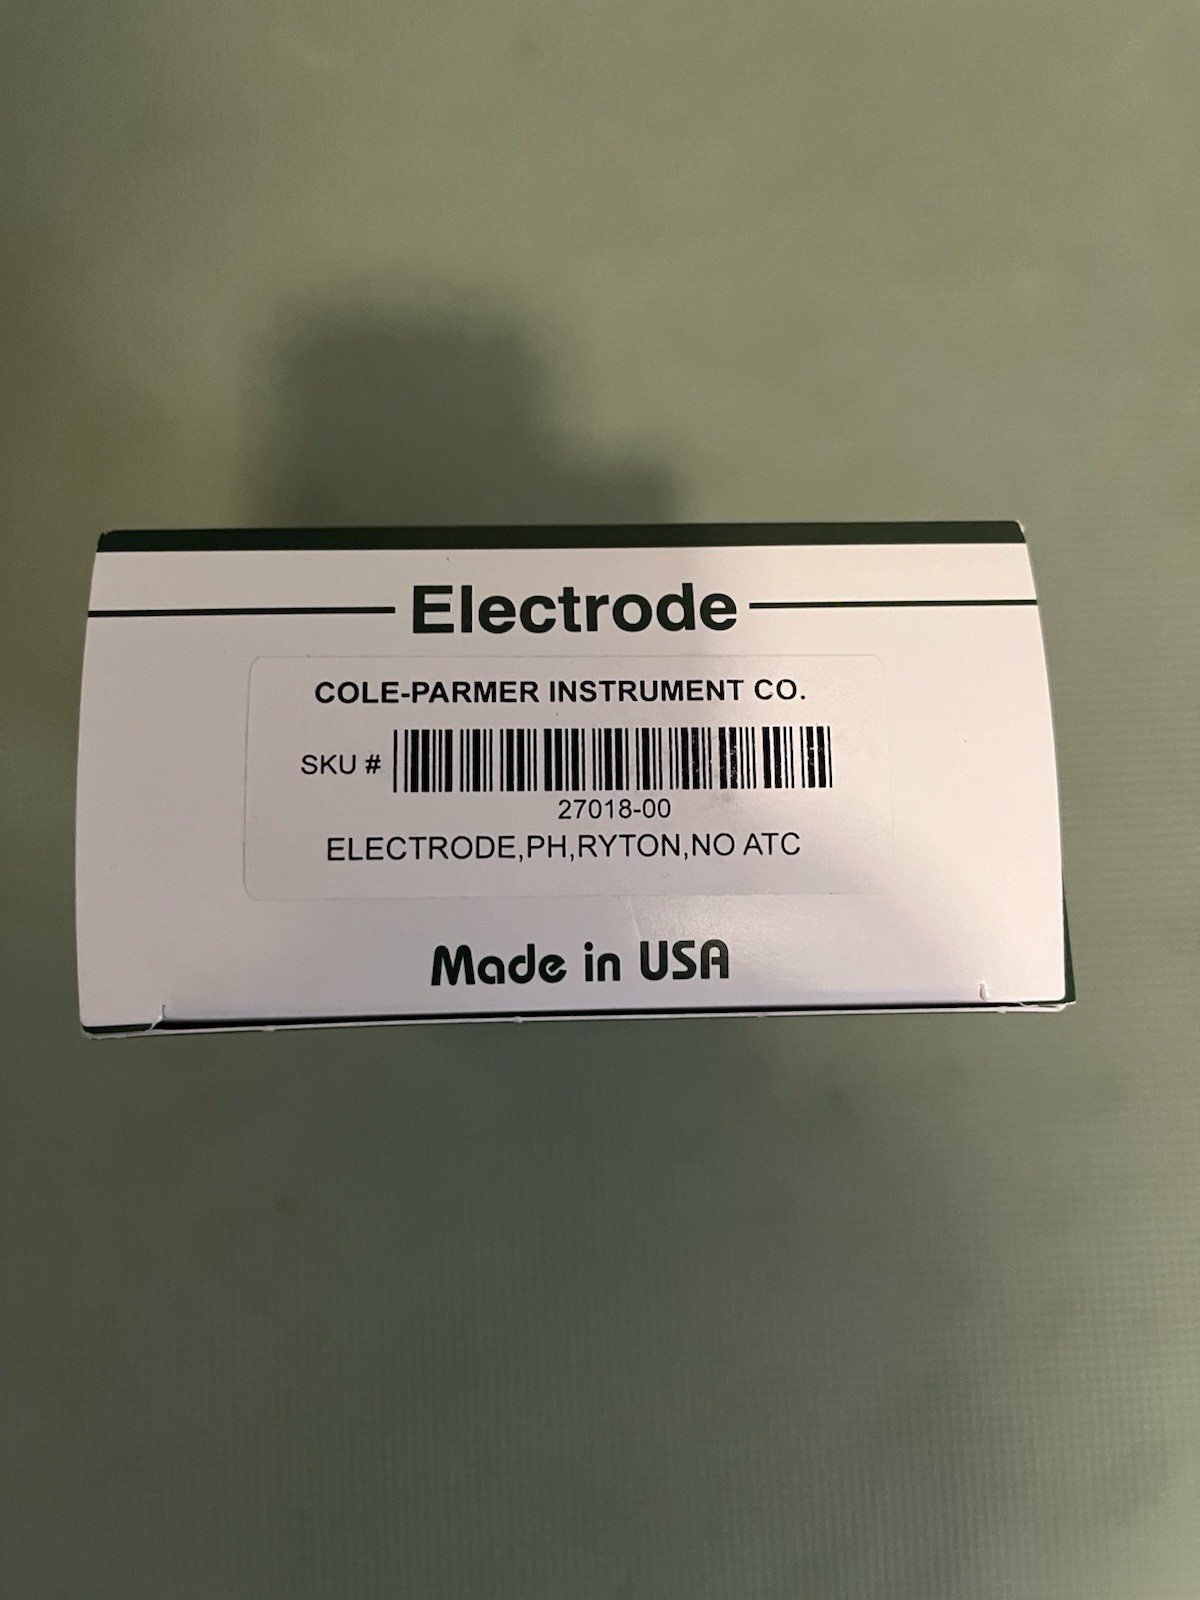 Electrode
COLE-PARMER INSTRUMENT CO.
SKU #
27018-00
ELECTRODE,PH,RYTON,NO ATC
Made in USA